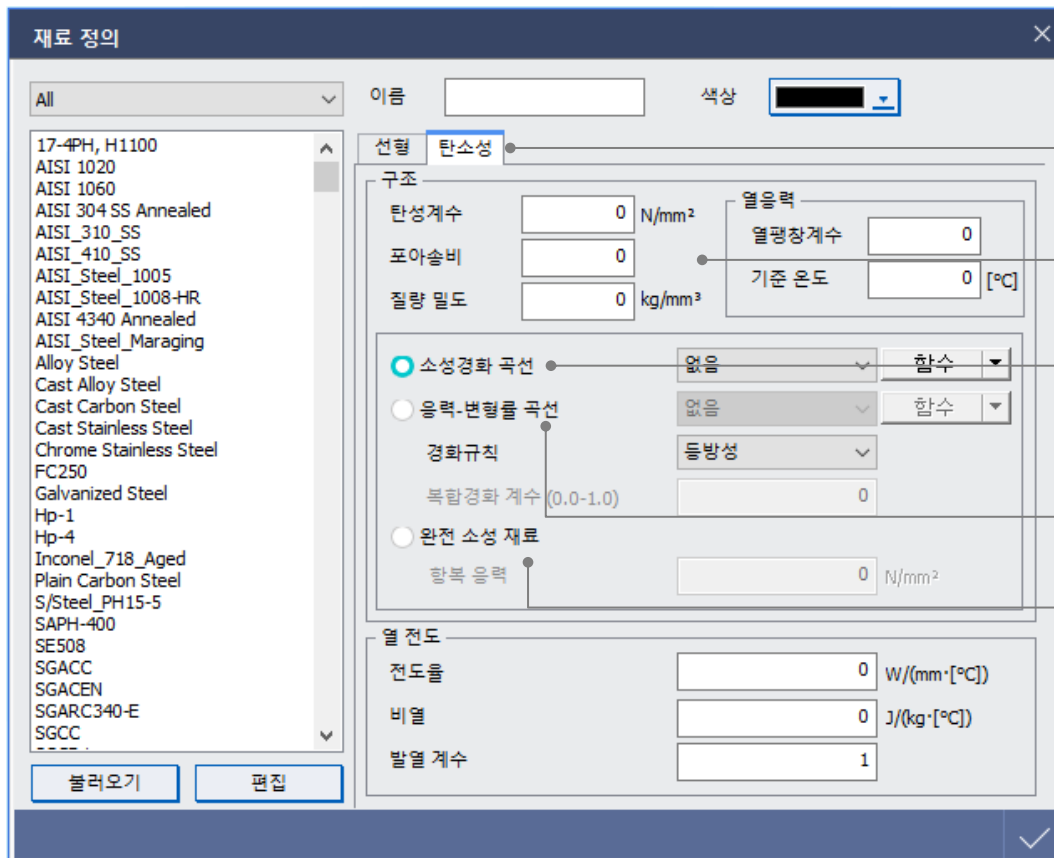 재료 정의
All
이름
색상
17-4PH, H1100
AISI 1020
AISI 1060
AISI 304 SS Annealed
AISI_310_SS
AISI_410_SS
AISI_Steel_1005
AISI_Steel_1008-HR
AISI 4340 Annealed
AISI_Steel_Maraging
Alloy Steel
Cast Alloy Steel
Cast Carbon Steel
Cast Stainless Steel
Chrome Stainless Steel
FC250
Galvanized Steel
Hp-1
Hp-4
Inconel_718_Aged
Plain Carbon Steel
S/Steel_PH15-5
SAPH-400
SE508
SGACC
SGACEN
SGARC340-E
SGCC
불러오기 편집
선형 탄소성
구조
탄성계수 0 N/mm²
포아송비 0
질량 밀도 0 kg/mm³
열응력
열팽창계수 0
기준 온도 0 [°C]
소성경화 곡선 없음 함수
응력-변형률 곡선 없음 함수
경화규칙 등방성
복합경화 계수 (0.0-1.0) 0
완전 소성 재료
항복 응력 0 N/mm²
열 전도
전도율 0 W/(mm·[°C])
비열 0 J/(kg·[°C])
발열 계수 1